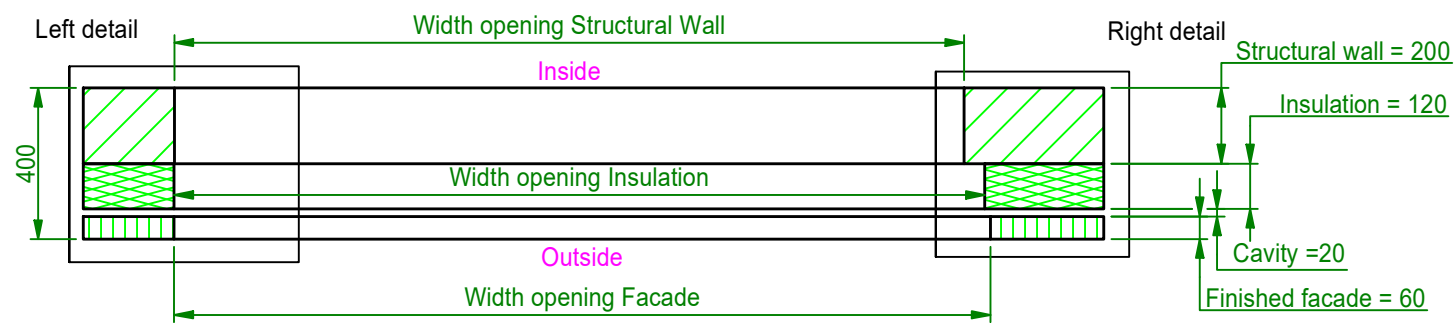 Left detail
Width opening Structural Wall
Right detail
Structural wall = 200
Inside
Insulation = 120
400
Width opening Insulation
Outside
Cavity =20
Width opening Facade
Finished facade = 60